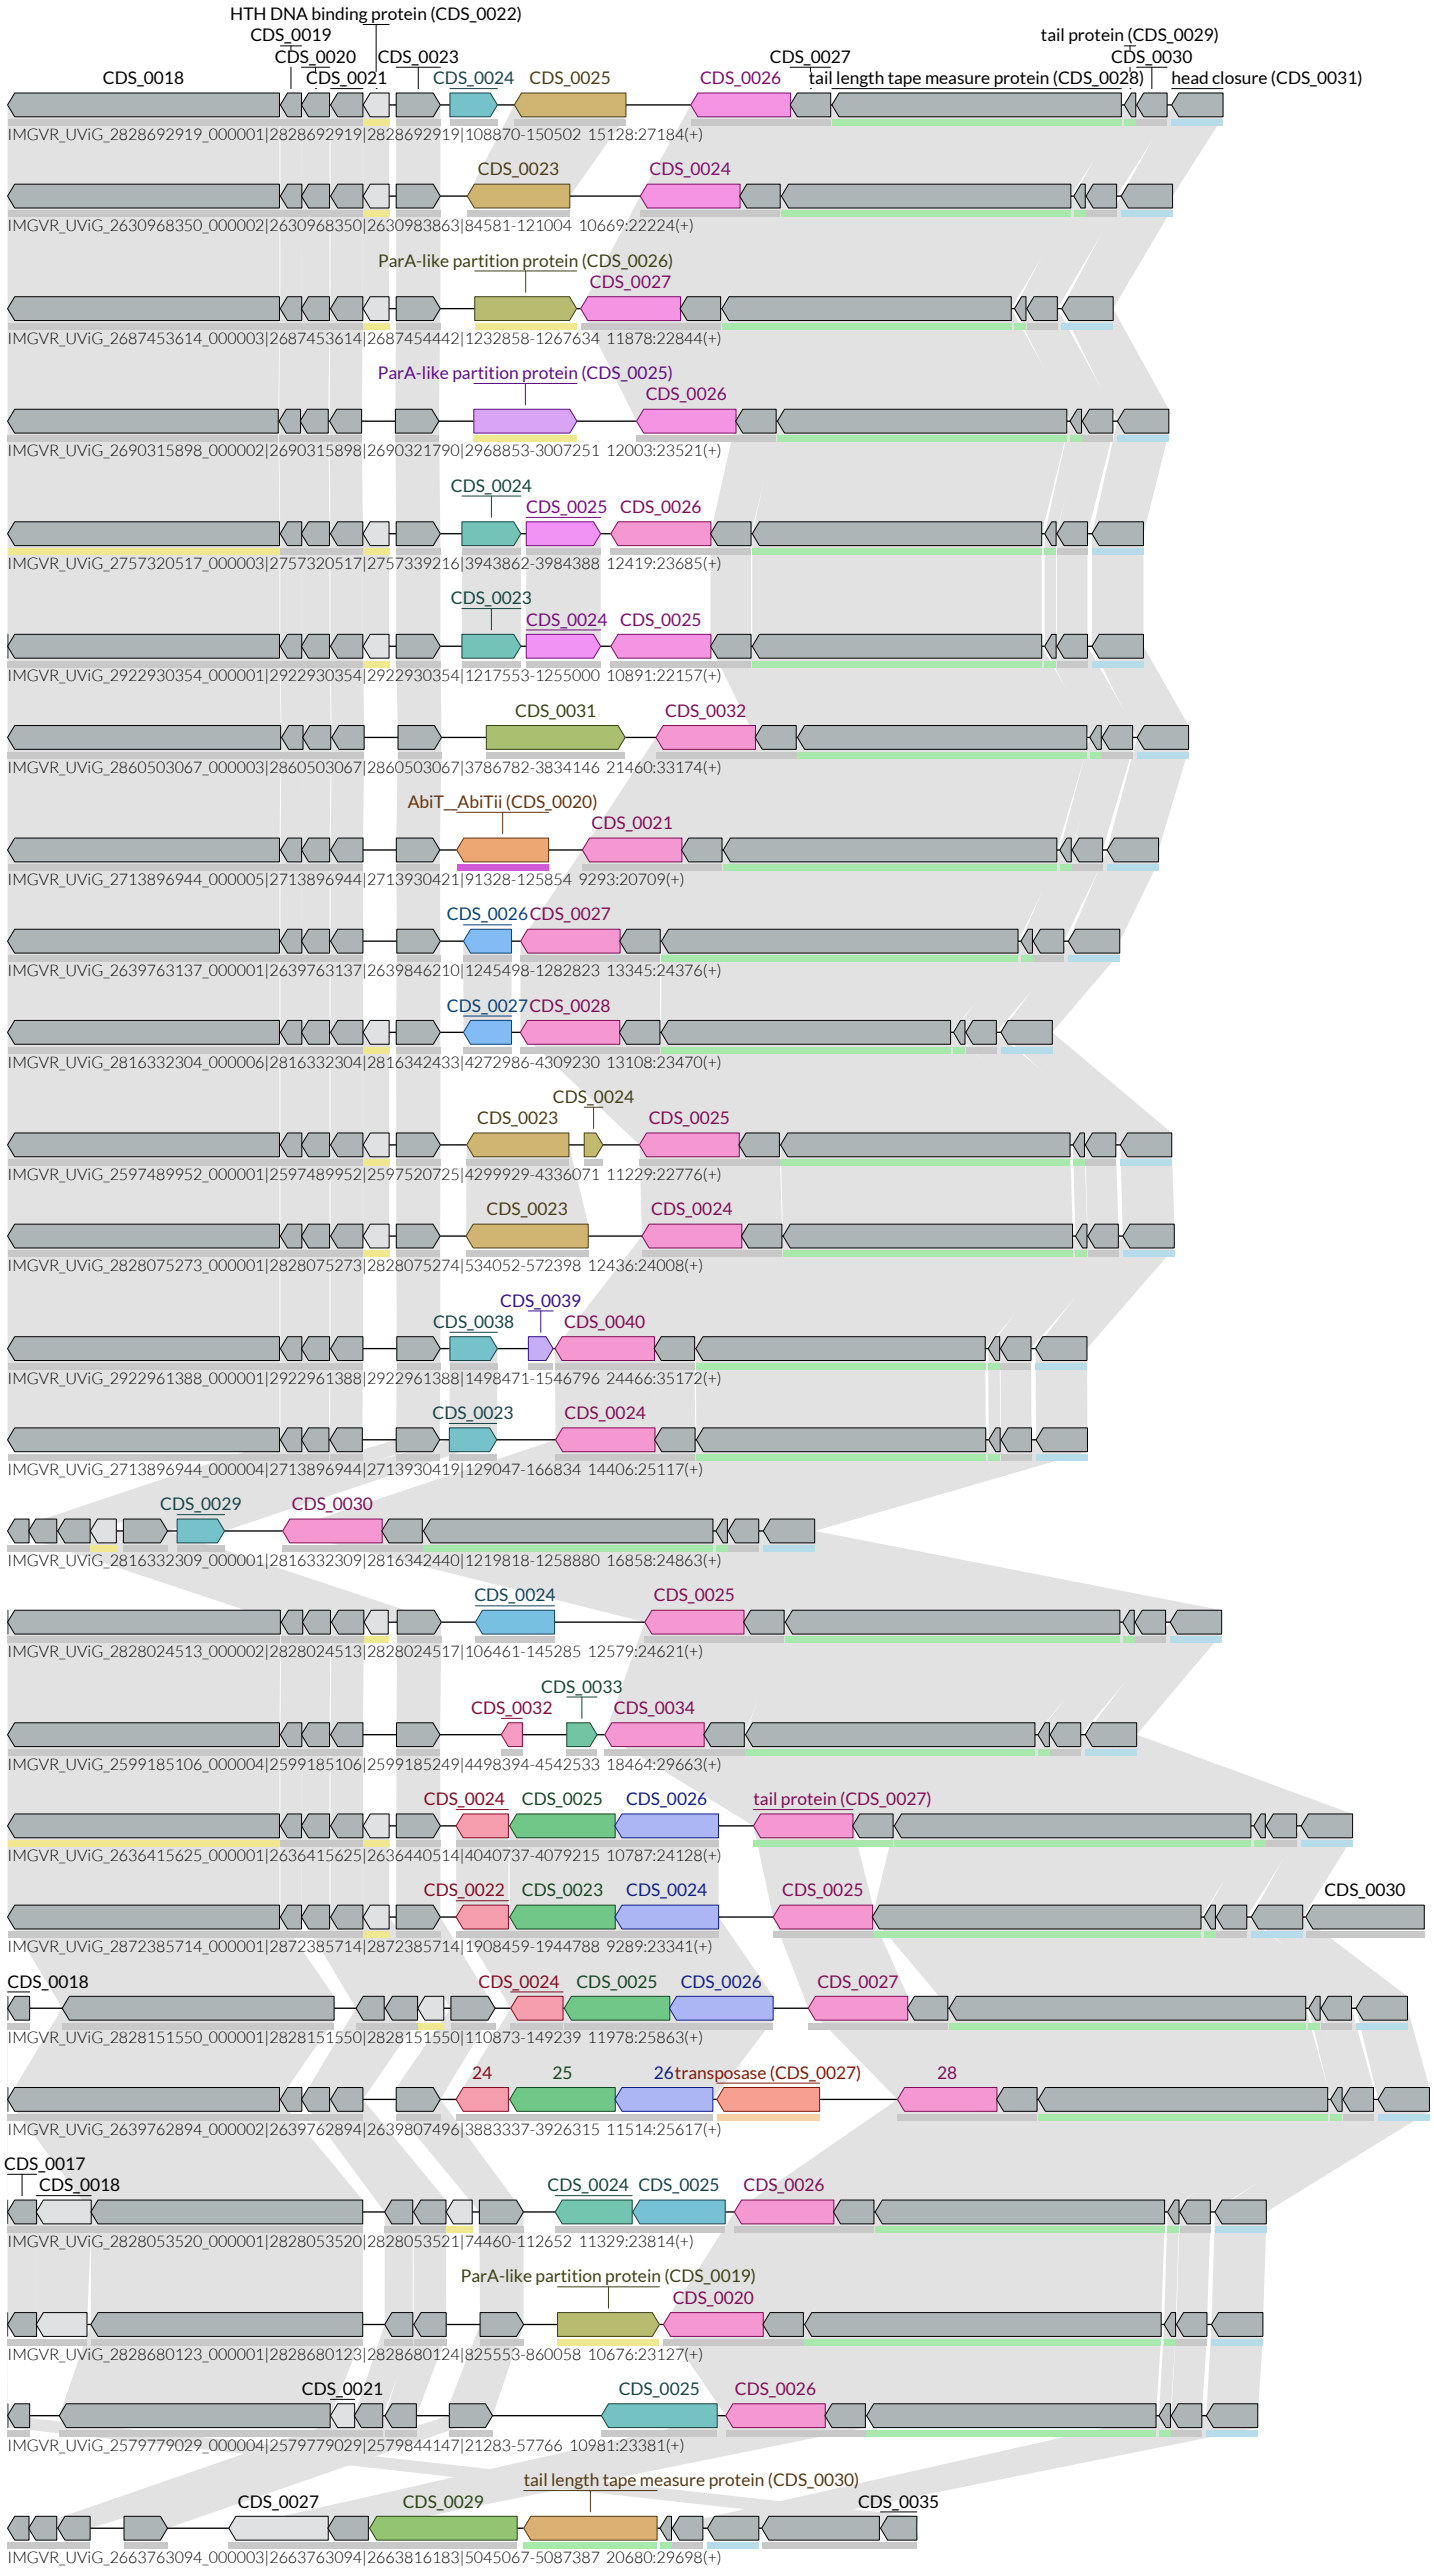 HTH DNA binding protein (CDS_0022)
CDS_0019 tail protein (CDS_0029)
CDS_0020 CDS_0023 CDS_0027 CDS_0030
CDS_0018 CDS_0021 CDS_0024 CDS_0025 CDS_0026 tail length tape measure protein (CDS_0028) head closure (CDS_0031)
IMGVR_UViG_2828692919_000001|2828692919|2828692919|108870-150502 15128:27184(+)
CDS_0023 CDS_0024
IMGVR_UViG_2630968350_000002|2630968350|2630983863|84581-121004 10669:22224(+)
ParA-like partition protein (CDS_0026)
CDS_0027
IMGVR_UViG_2687453614_000003|2687453614|2687454442|1232858-1267634 11878:22844(+)
ParA-like partition protein (CDS_0025)
CDS_0026
IMGVR_UViG_2690315898_000002|2690315898|2690321790|2968853-3007251 12003:23521(+)
CDS_0024
CDS_0025 CDS_0026
IMGVR_UViG_2757320517_000003|2757320517|2757339216|3943862-3984388 12419:23685(+)
CDS_0023
CDS_0024 CDS_0025
IMGVR_UViG_2922930354_000001|2922930354|2922930354|1217553-1255000 10891:22157(+)
CDS_0031 CDS_0032
IMGVR_UViG_2860503067_000003|2860503067|2860503067|3786782-3834146 21460:33174(+)
AbiT__AbiTii (CDS_0020)
CDS_0021
IMGVR_UViG_2713896944_000005|2713896944|2713930421|91328-125854 9293:20709(+)
CDS_0026 CDS_0027
IMGVR_UViG_2639763137_000001|2639763137|2639846210|1245498-1282823 13345:24376(+)
CDS_0027 CDS_0028
IMGVR_UViG_2816332304_000006|2816332304|2816342433|4272986-4309230 13108:23470(+)
CDS_0024
CDS_0023 CDS_0025
IMGVR_UViG_2597489952_000001|2597489952|2597520725|4299929-4336071 11229:22776(+)
CDS_0023 CDS_0024
IMGVR_UViG_2828075273_000001|2828075273|2828075274|534052-572398 12436:24008(+)
CDS_0039
CDS_0038 CDS_0040
IMGVR_UViG_2922961388_000001|2922961388|2922961388|1498471-1546796 24466:35172(+)
CDS_0023 CDS_0024
IMGVR_UViG_2713896944_000004|2713896944|2713930419|129047-166834 14406:25117(+)
CDS_0029 CDS_0030
IMGVR_UViG_2816332309_000001|2816332309|2816342440|1219818-1258880 16858:24863(+)
CDS_0024 CDS_0025
IMGVR_UViG_2828024513_000002|2828024513|2828024517|106461-145285 12579:24621(+)
CDS_0033
CDS_0032 CDS_0034
IMGVR_UViG_2599185106_000004|2599185106|2599185249|4498394-4542533 18464:29663(+)
CDS_0024 CDS_0025 CDS_0026 tail protein (CDS_0027)
IMGVR_UViG_2636415625_000001|2636415625|2636440514|4040737-4079215 10787:24128(+)
CDS_0022 CDS_0023 CDS_0024 CDS_0025 CDS_0030
IMGVR_UViG_2872385714_000001|2872385714|2872385714|1908459-1944788 9289:23341(+)
CDS_0018 CDS_0024 CDS_0025 CDS_0026 CDS_0027
IMGVR_UViG_2828151550_000001|2828151550|2828151550|110873-149239 11978:25863(+)
24 25 26 transposase (CDS_0027) 28
IMGVR_UViG_2639762894_000002|2639762894|2639807496|3883337-3926315 11514:25617(+)
CDS_0017
CDS_0018 CDS_0024 CDS_0025 CDS_0026
IMGVR_UViG_2828053520_000001|2828053520|2828053521|74460-112652 11329:23814(+)
ParA-like partition protein (CDS_0019)
CDS_0020
IMGVR_UViG_2828680123_000001|2828680123|2828680124|825553-860058 10676:23127(+)
CDS_0021 CDS_0025 CDS_0026
IMGVR_UViG_2579779029_000004|2579779029|2579844147|21283-57766 10981:23381(+)
tail length tape measure protein (CDS_0030)
CDS_0027 CDS_0029 CDS_0035
IMGVR_UViG_2663763094_000003|2663763094|2663816183|5045067-5087387 20680:29698(+)